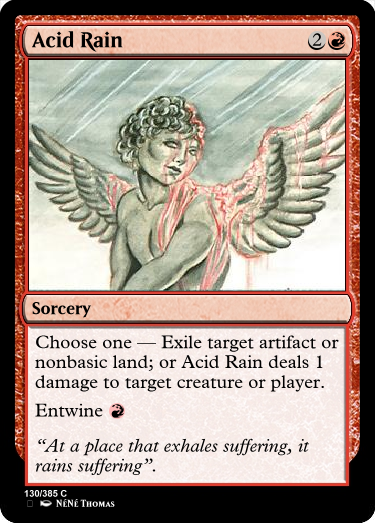 Acid Rain 2
Sorcery
Choose one — Exile target artifact or
nonbasic land; or Acid Rain deals 1
damage to target creature or player.
Entwine
“At a place that exhales suffering, it
rains suffering”.
130/385 C
NéNé Thomas